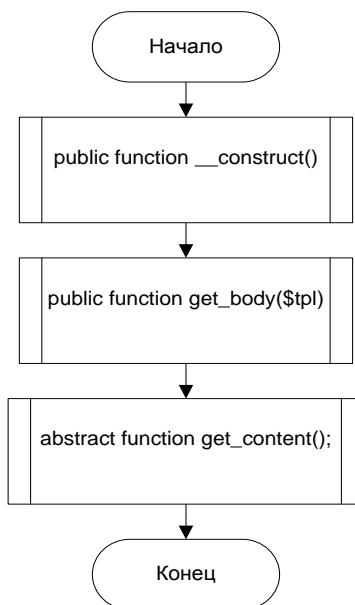 Начало
public function __construct()
public function get_body($tpl)
abstract function get_content();
Конец